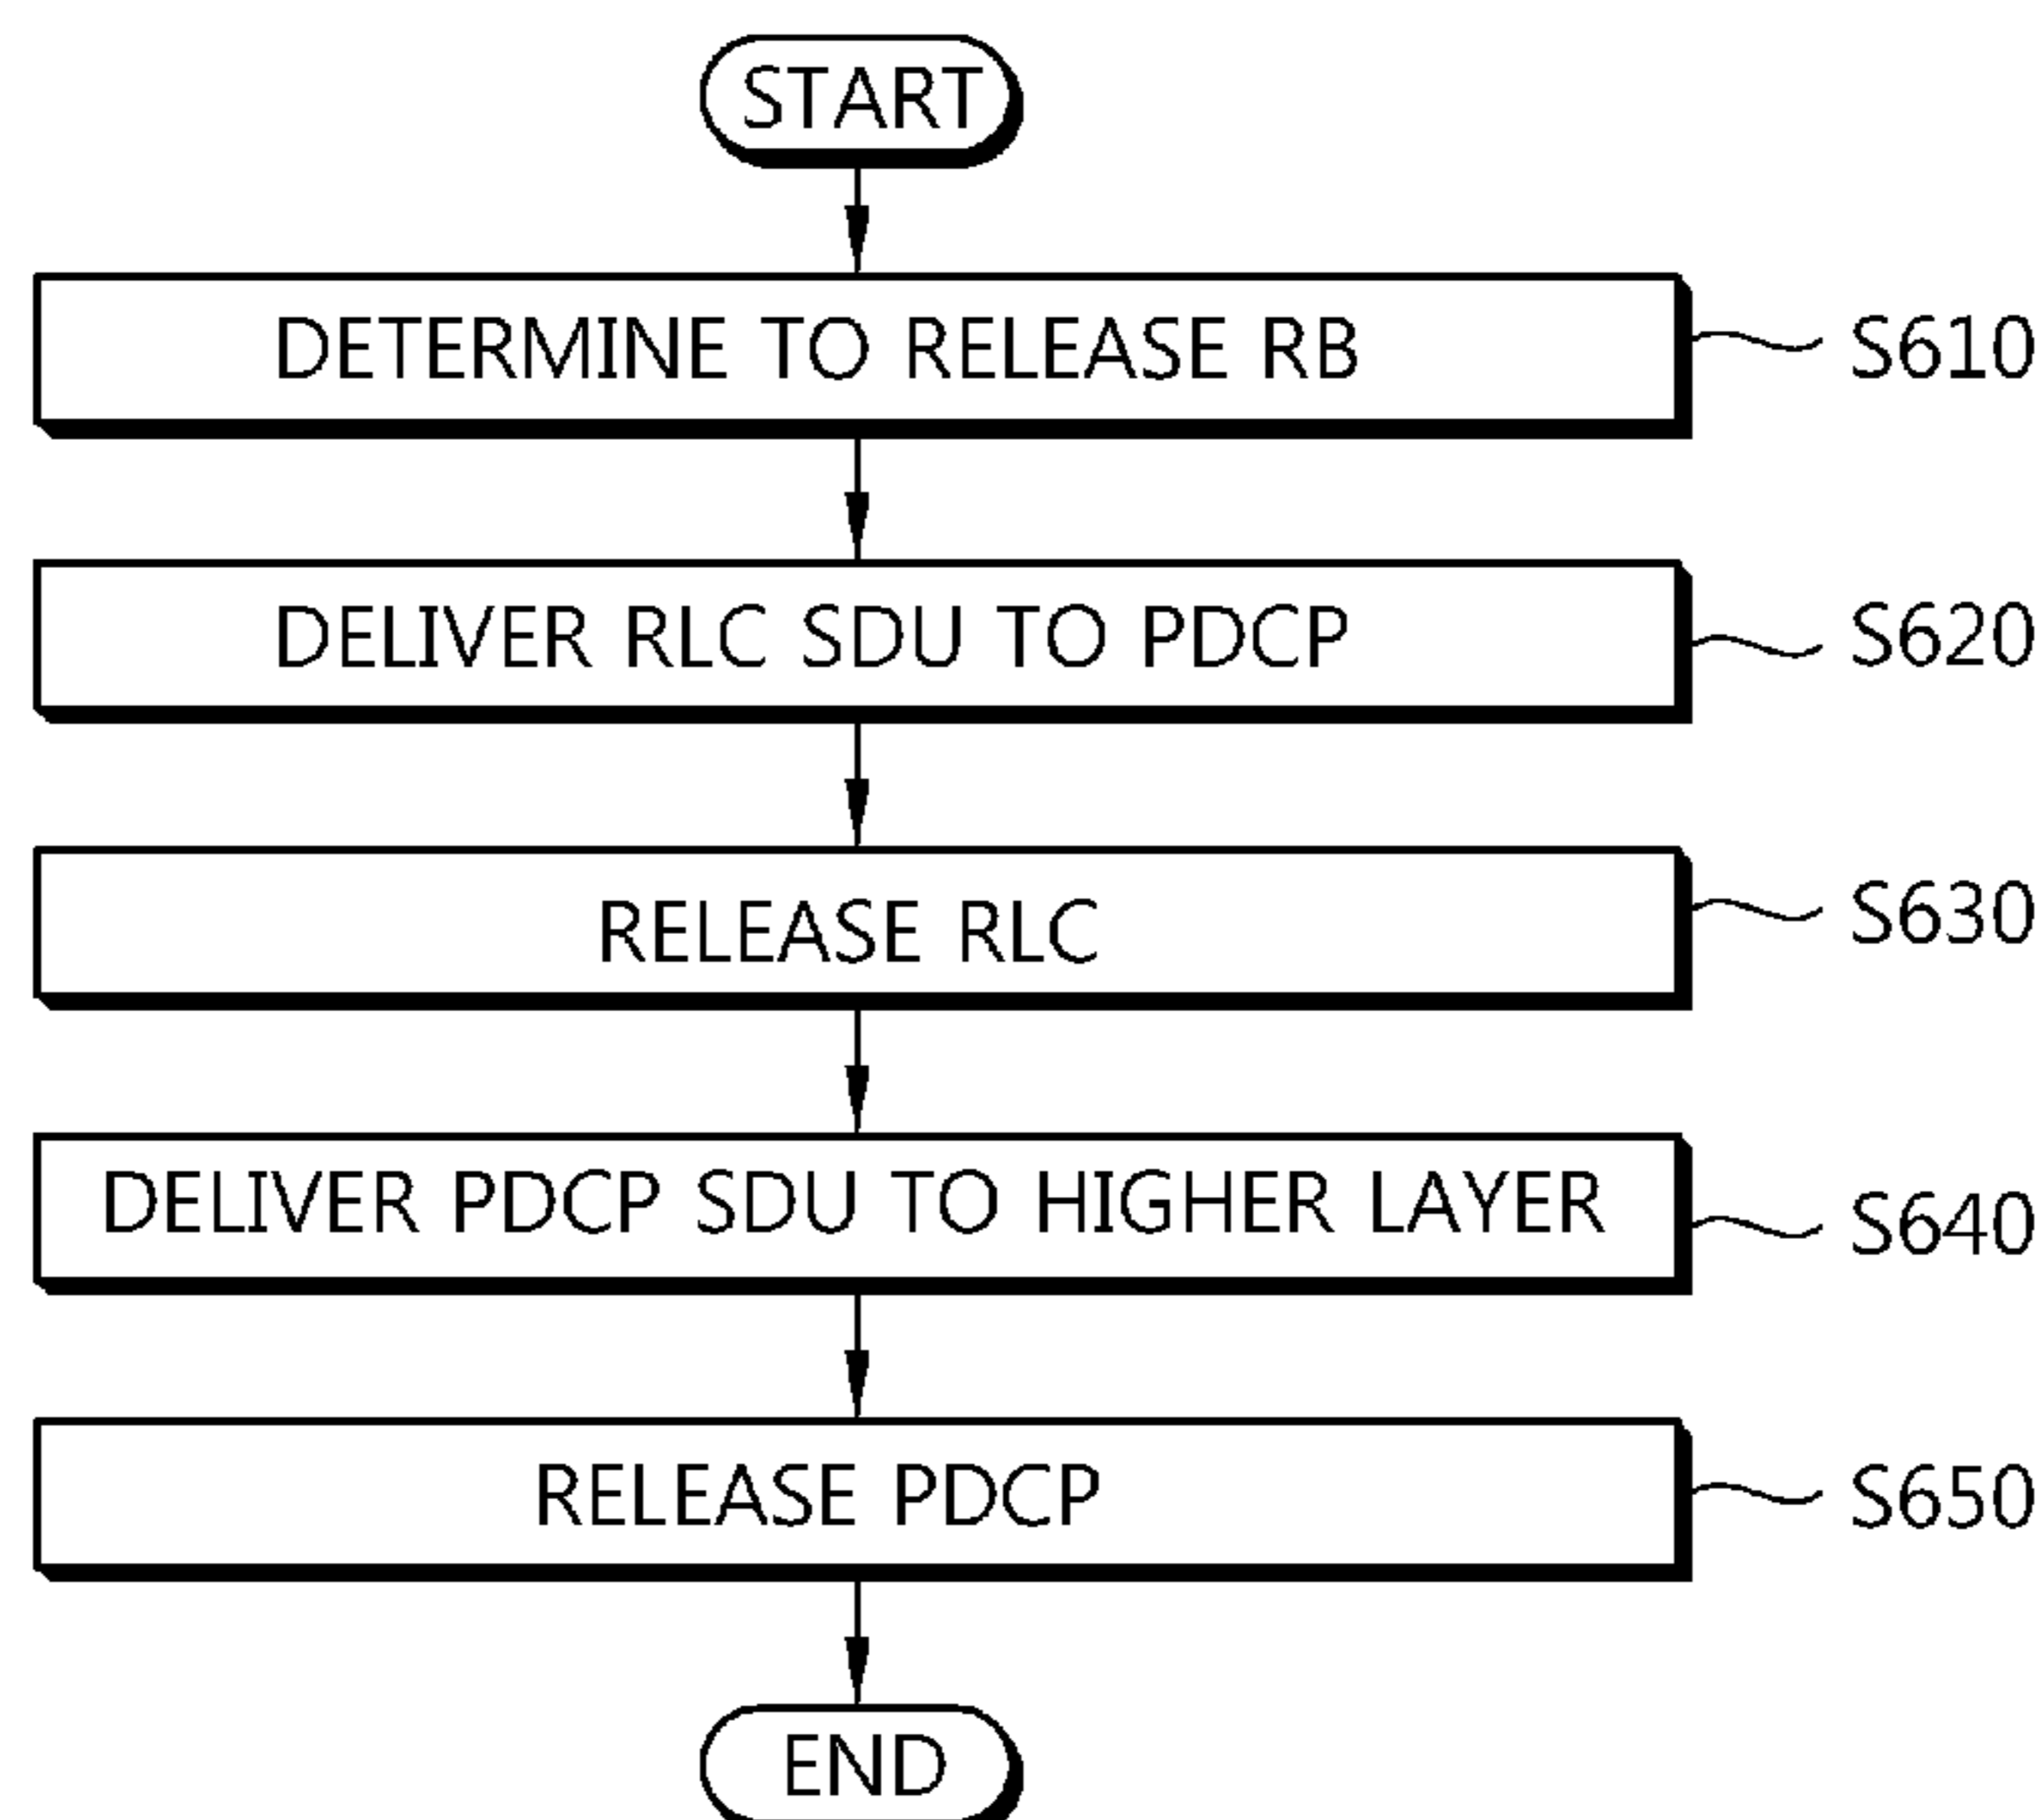 START
DETERMINE TO RELEASE RB
S610
DELIVER RLC SDU TO PDCP
S620
RELEASE RLC
S630
DELIVER PDCP SDU TO HIGHER LAYER
S640
RELEASE PDCP
S650
END